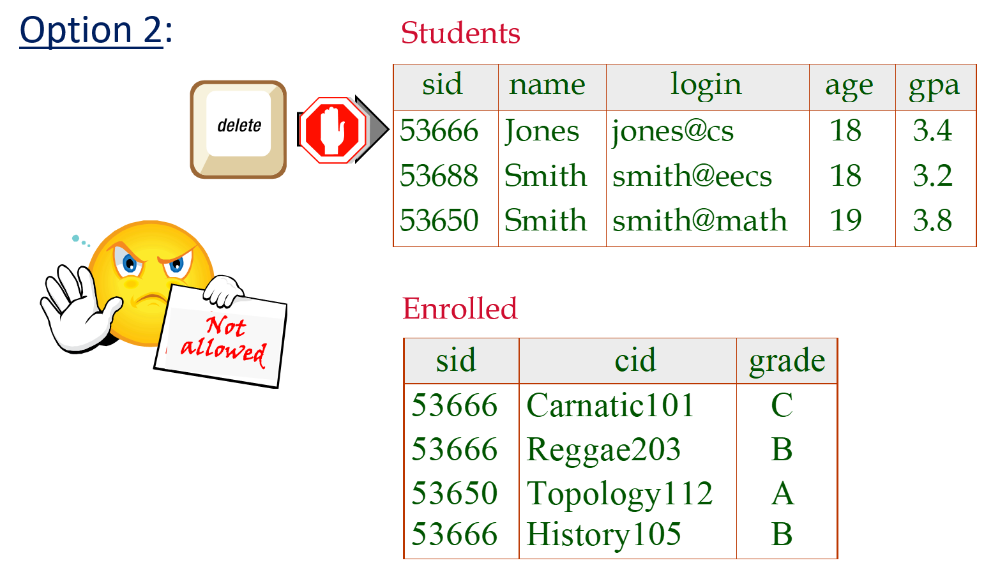 Option 2:
Students
sid name login age gpa
53666 Jones jones@cs 18 3.4
53688 Smith smith@eecs 18 3.2
53650 Smith smith@math 19 3.8
delete
Not
allowed
Enrolled
sid cid grade
53666 Carnatic101 C
53666 Reggae203 B
53650 Topology112 A
53666 History105 B